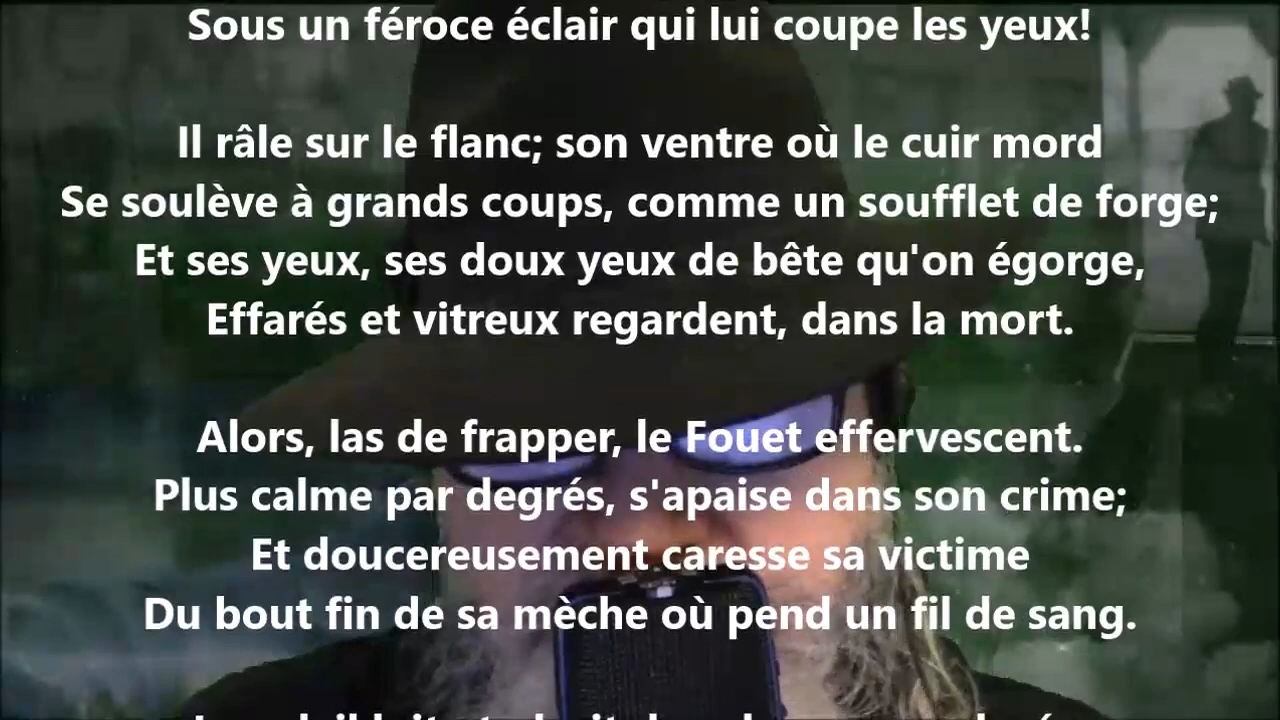 Sous un féroce éclair qui lui coupe les yeux!
Il râle sur le flanc; son ventre où le cuir mord
Se soulève à grands coups, comme un soufflet de forge;
Et ses yeux, ses doux yeux de bête qu'on égorge,
Effarés et vitreux regardent, dans la mort.
Alors, las de frapper, le Fouet effervescent.
Plus calme par degrés, s'apaise dans son crime;
Et doucereusement caresse sa victime
Du bout fin de sa mèche où pend un fil de sang.